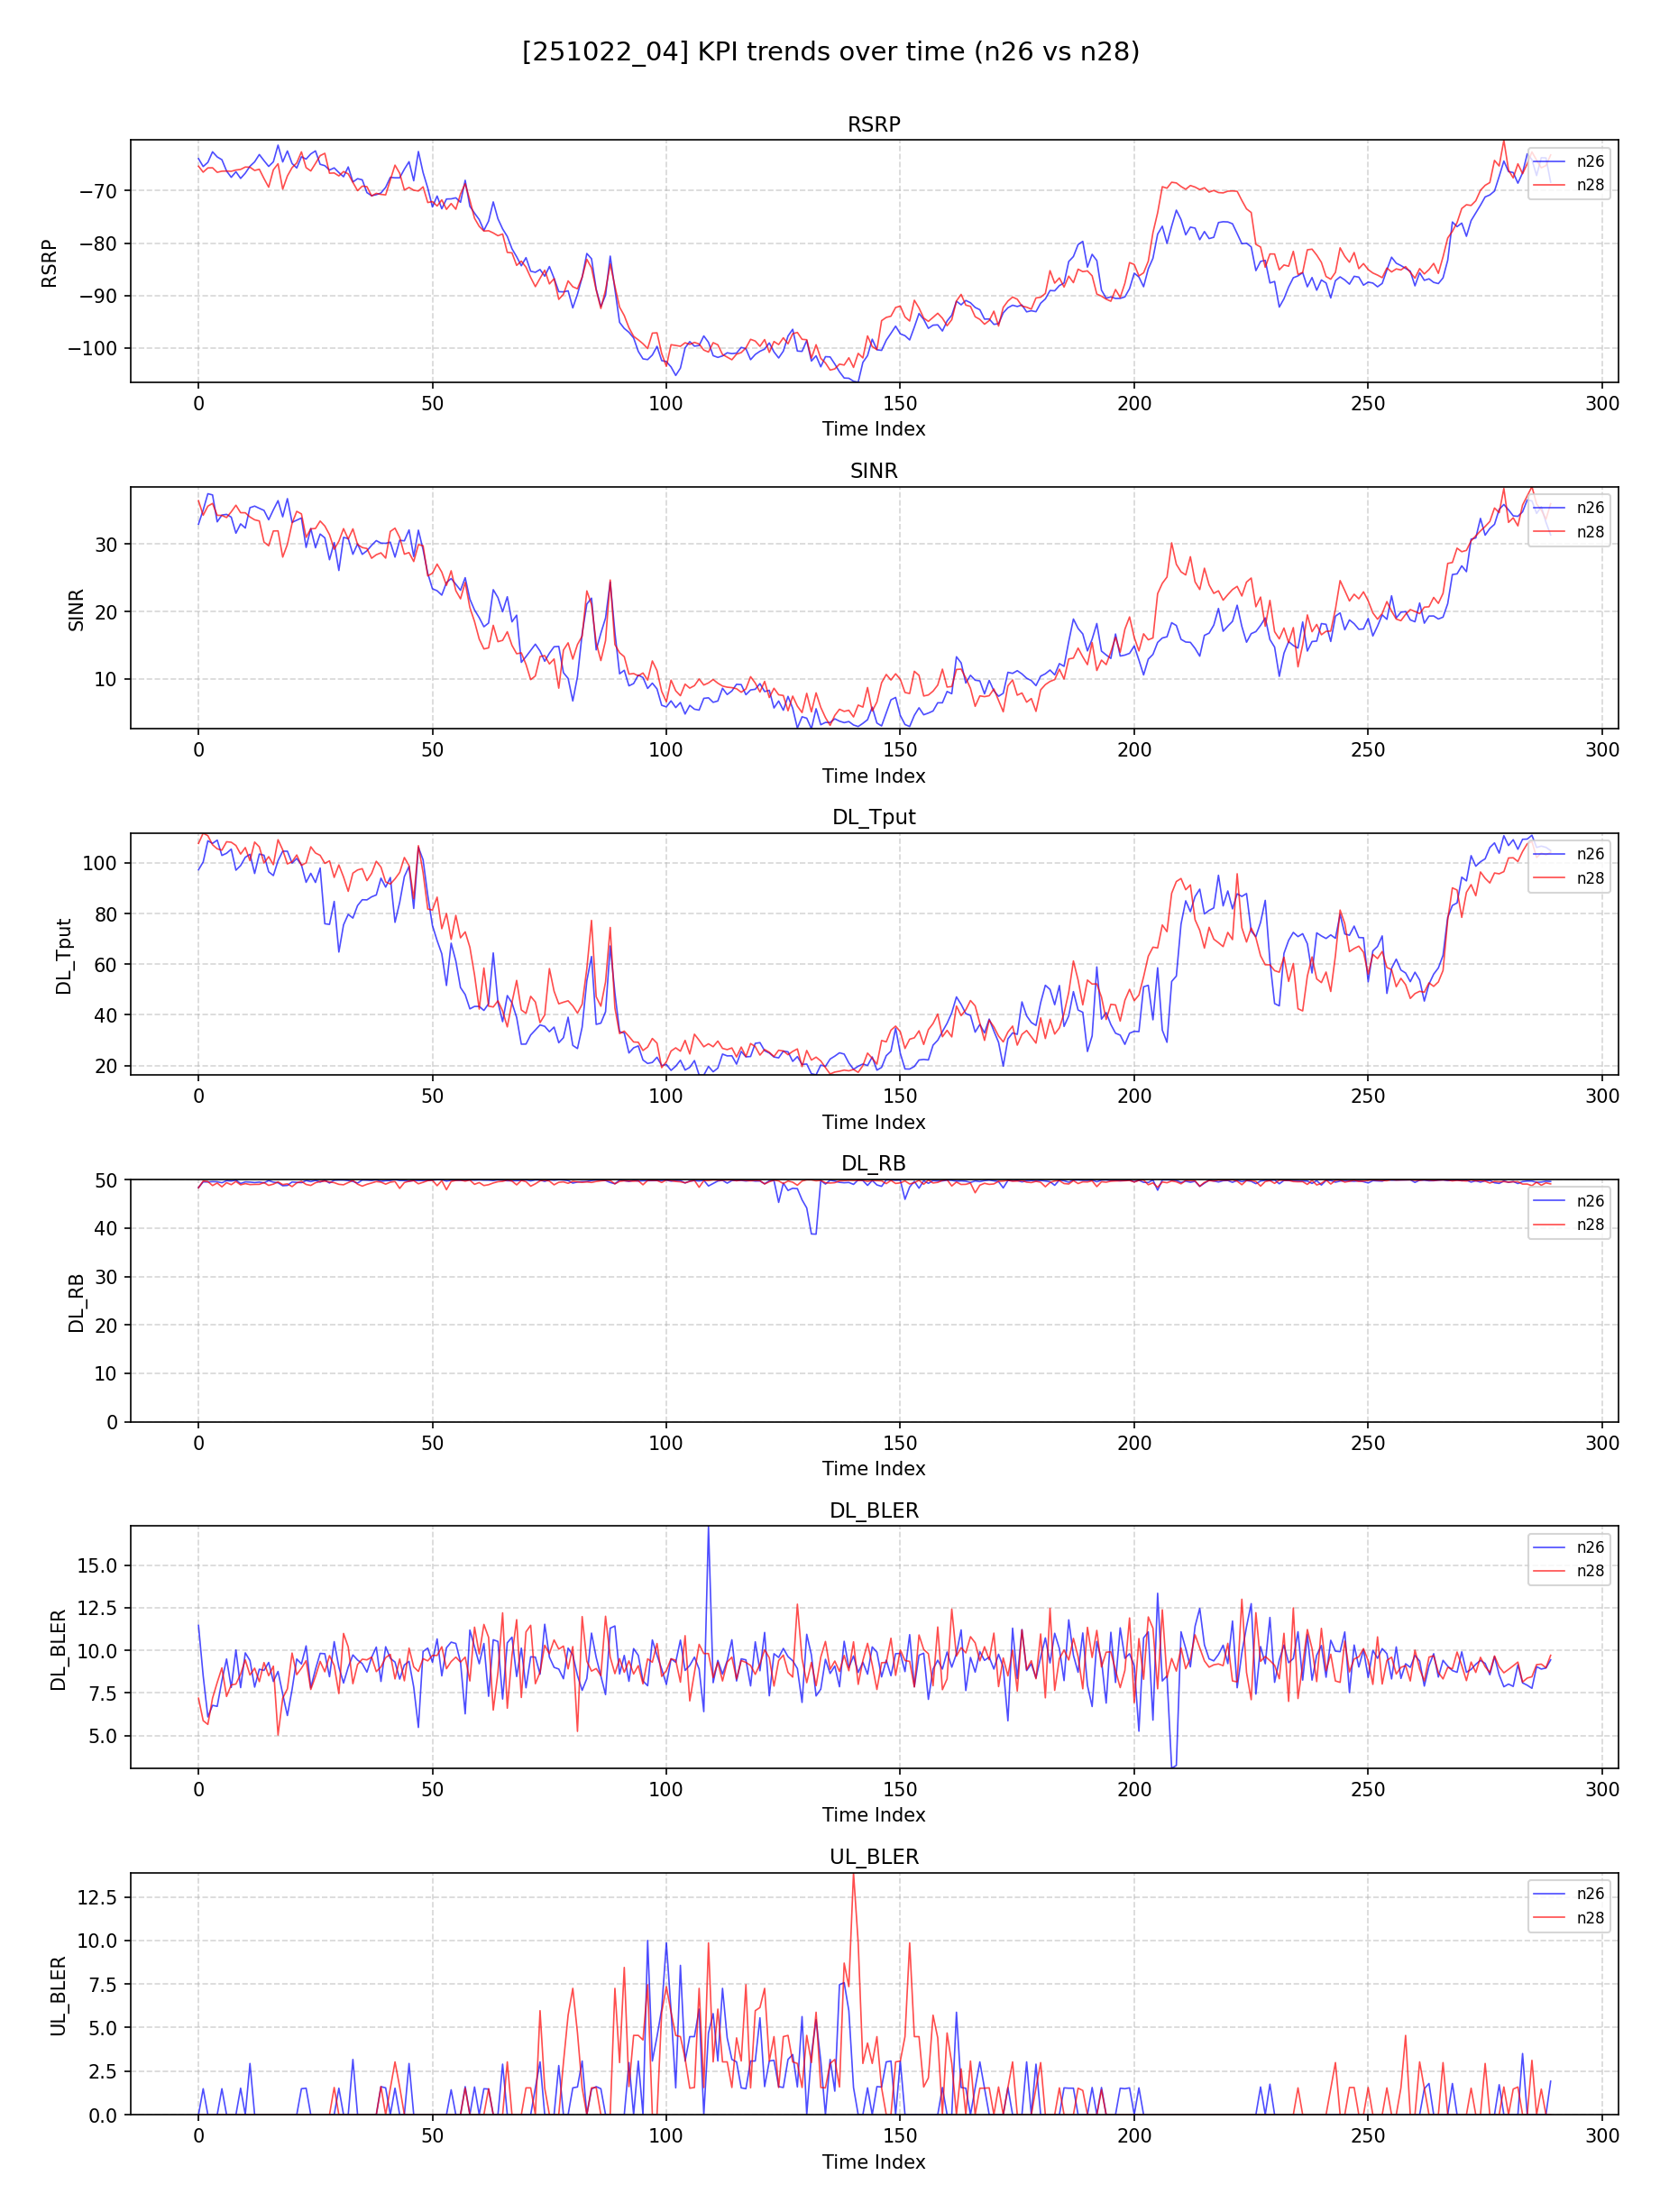 [251022_04] KPI trends over time (n26 vs n28)
RSRP
RSRP
−70
−80
−90
−100
n26
n28
0 50 100 150 200 250 300
Time Index
SINR
SINR
30
20
10
n26
n28
0 50 100 150 200 250 300
Time Index
DL_Tput
DL_Tput
100
80
60
40
20
n26
n28
0 50 100 150 200 250 300
Time Index
DL_RB
DL_RB
50
40
30
20
10
0
n26
n28
0 50 100 150 200 250 300
Time Index
DL_BLER
DL_BLER
15.0
12.5
10.0
7.5
5.0
n26
n28
0 50 100 150 200 250 300
Time Index
UL_BLER
UL_BLER
12.5
10.0
7.5
5.0
2.5
0.0
n26
n28
0 50 100 150 200 250 300
Time Index